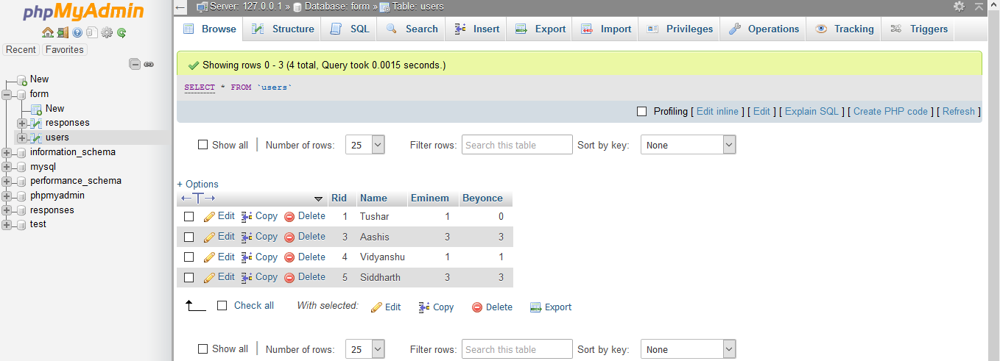 phpMyAdmin
Recent Favorites
New
form
New
responses
users
information_schema
mysql
performance_schema
phpmyadmin
responses
test
Server: 127.0.0.1 » Database: form » Table: users
Browse Structure SQL Search Insert Export Import Privileges Operations Tracking Triggers
Showing rows 0 - 3 (4 total, Query took 0.0015 seconds.)
SELECT * FROM `users`
Profiling [ Edit inline ] [ Edit ] [ Explain SQL ] [ Create PHP code ] [ Refresh ]
Show all | Number of rows: 25 Filter rows: Search this table Sort by key: None
+ Options
←T→ Rid Name Eminem Beyonce
Edit Copy Delete 1 Tushar 1 0
Edit Copy Delete 3 Aashis 3 3
Edit Copy Delete 4 Vidyanshu 1 1
Edit Copy Delete 5 Siddharth 3 3
Check all With selected: Edit Copy Delete Export
Show all | Number of rows: 25 Filter rows: Search this table Sort by key: None